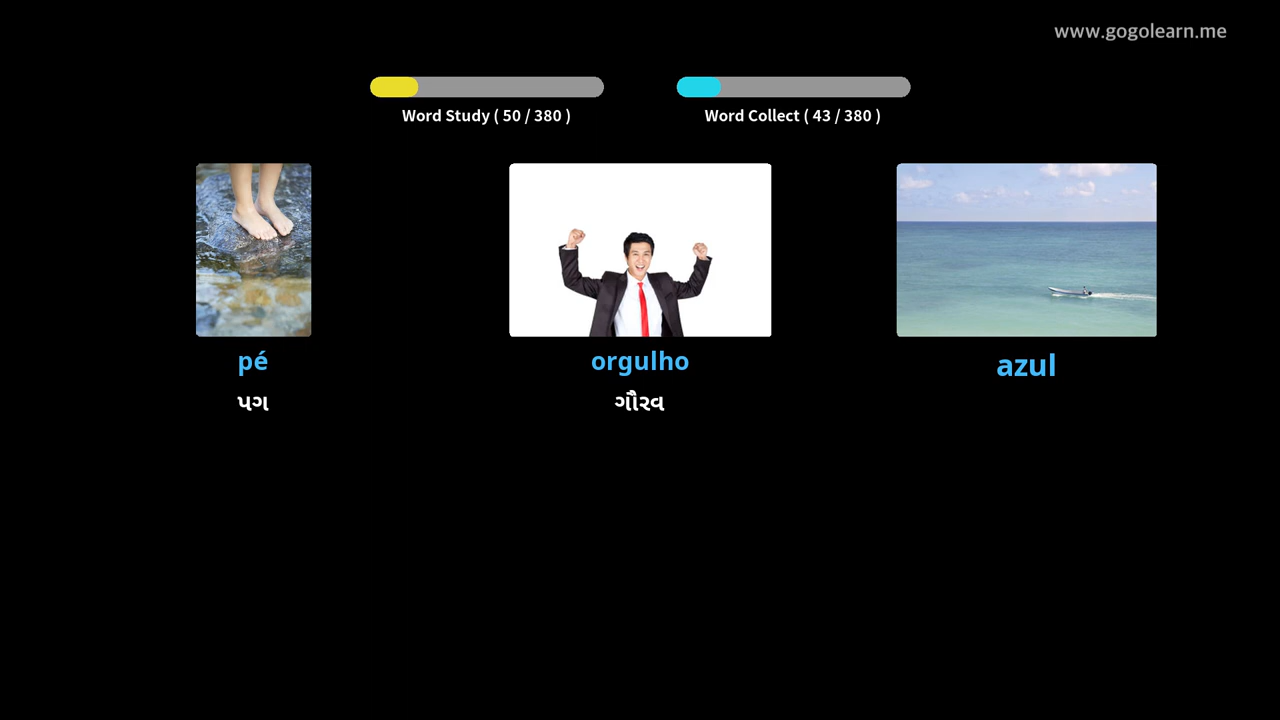 www.gogolearn.me
Word Study ( 50 / 380 )
Word Collect ( 43 / 380 )
pé
orgulho
azul
પગ
ગૌરવ